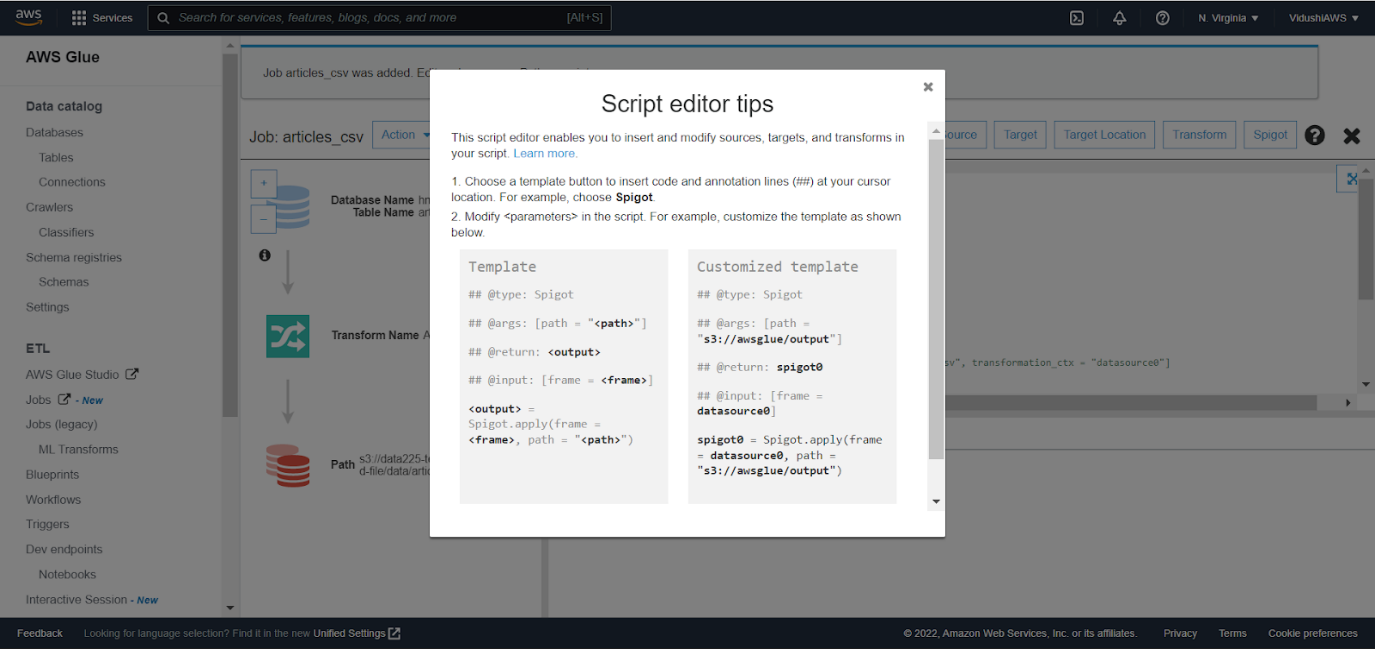 aws
Services
Search for services, features, blogs, docs, and more
[Alt+S]
N. Virginia ▼
VidushiAWS ▼
AWS Glue
Data catalog
Databases
Tables
Connections
Crawlers
Classifiers
Schema registries
Schemas
Settings
ETL
AWS Glue Studio
Jobs - New
Jobs (legacy)
ML Transforms
Blueprints
Workflows
Triggers
Dev endpoints
Notebooks
Interactive Session - New
Job articles_csv was added.
Job: articles_csv
Action
Target
Target Location
Transform
Spigot
Database Name
Table Name
Transform Name
Path s3://data225-
d-file/data/
sv", transformation_ctx = "datasource0"]
Script editor tips
This script editor enables you to insert and modify sources, targets, and transforms in
your script. Learn more.
1. Choose a template button to insert code and annotation lines (##) at your cursor
location. For example, choose Spigot.
2. Modify <parameters> in the script. For example, customize the template as shown
below.
Template
## @type: Spigot
## @args: [path = "<path>"]
## @return: <output>
## @input: [frame = <frame>]
<output> =
Spigot.apply(frame =
<frame>, path = "<path>")
Customized template
## @type: Spigot
## @args: [path =
"s3://awsglue/output"]
## @return: spigot0
## @input: [frame =
datasource0]
spigot0 = Spigot.apply(frame
= datasource0, path =
"s3://awsglue/output")
Feedback
Looking for language selection? Find it in the new Unified Settings
© 2022, Amazon Web Services, Inc. or its affiliates.
Privacy
Terms
Cookie preferences